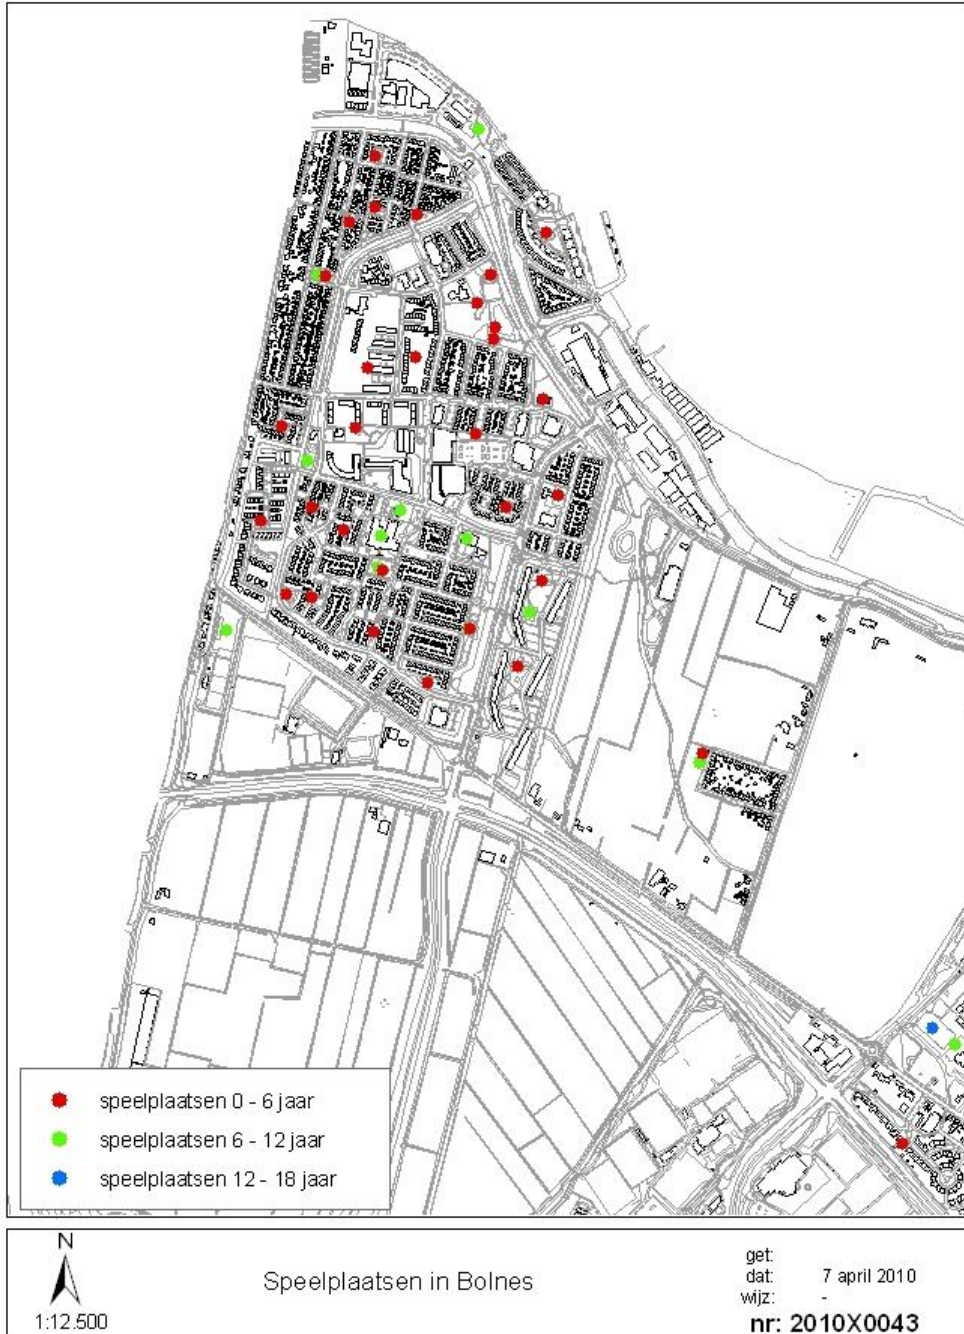 speelplaatsen 0 - 6 jaar
speelplaatsen 6 - 12 jaar
speelplaatsen 12 - 18 jaar
N
1:12.500
Speelplaatsen in Bolnes
get:
dat: 7 april 2010
wijz: -
nr: 2010X0043